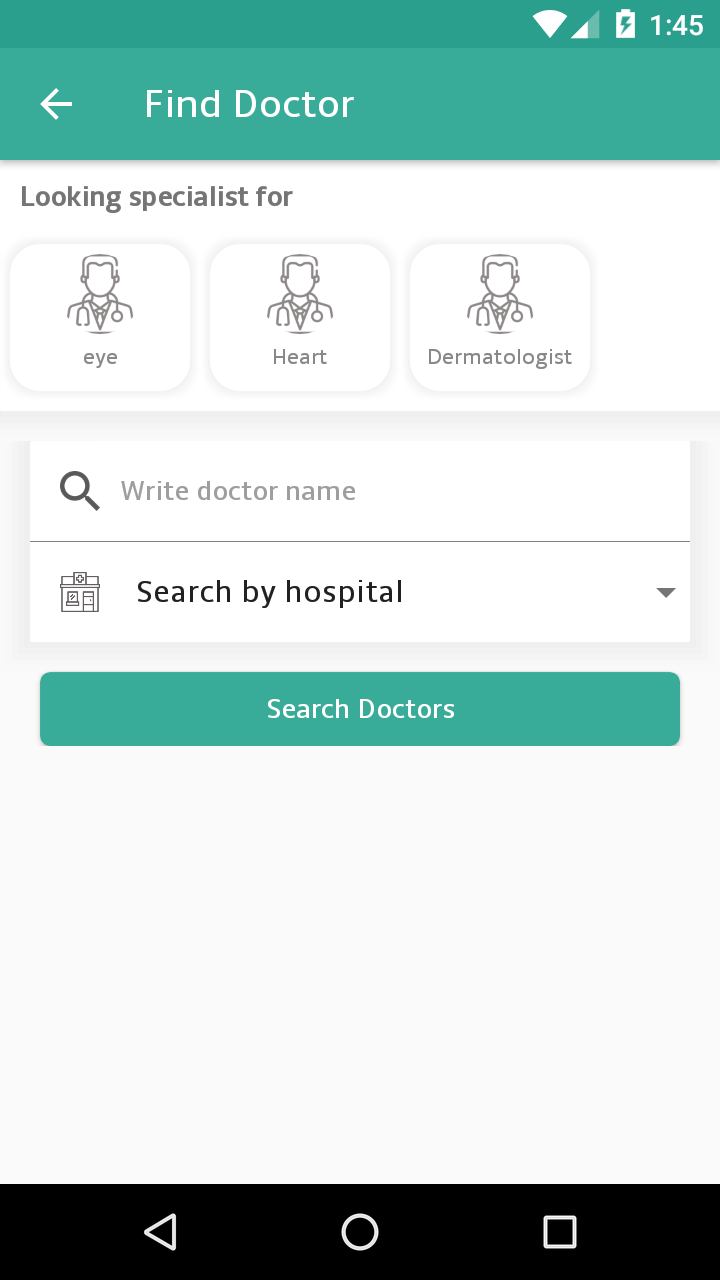 1:45
Find Doctor
Looking specialist for
eye
Heart
Dermatologist
Write doctor name
Search by hospital
Search Doctors